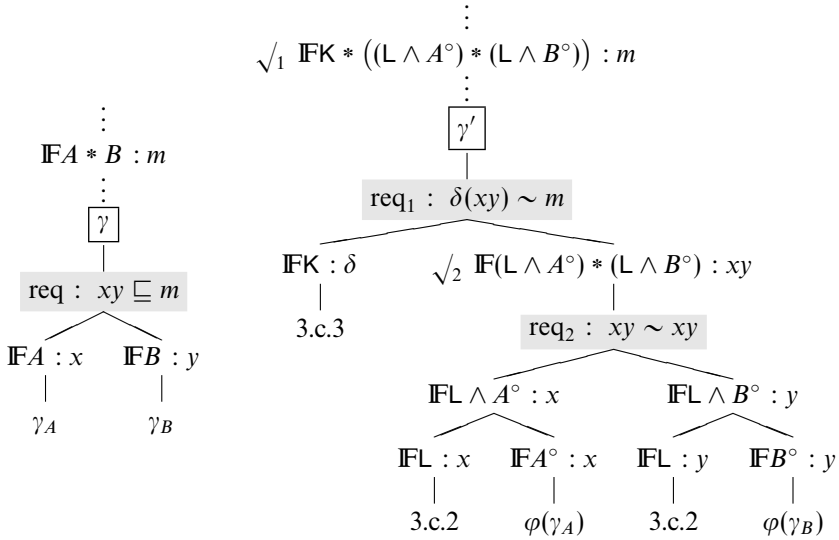 ⋮
𝔽A ∗ B : m
⋮
γ
req : xy ⊑ m
𝔽A : x 𝔽B : y
γ_A γ_B
⋮
√₁ 𝔽K ∗ ((L ∧ A°) ∗ (L ∧ B°)) : m
⋮
γ′
req₁ : δ(xy) ∼ m
𝔽K : δ √₂ 𝔽(L ∧ A°) ∗ (L ∧ B°) : xy
3.c.3 req₂ : xy ∼ xy
𝔽L ∧ A° : x 𝔽L ∧ B° : y
𝔽L : x 𝔽A° : x 𝔽L : y 𝔽B° : y
3.c.2 φ(γ_A) 3.c.2 φ(γ_B)